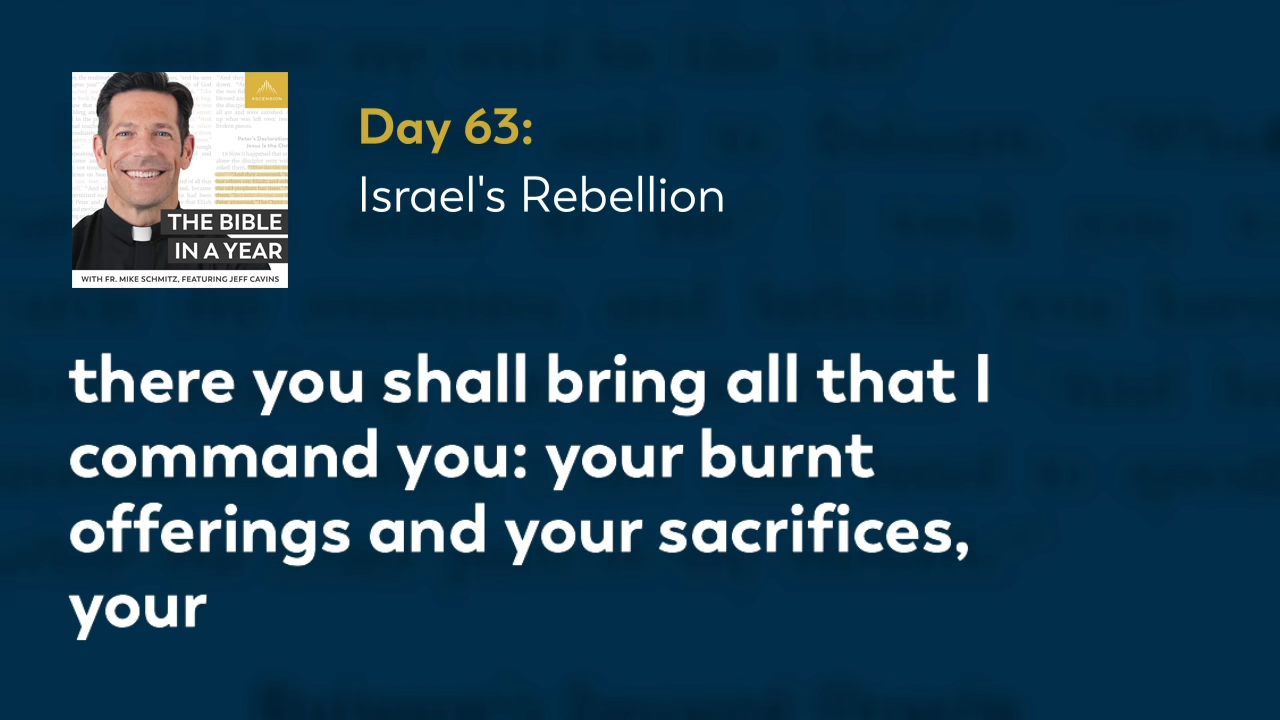 ASCENSION
THE BIBLE
IN A YEAR
WITH FR. MIKE SCHMITZ, FEATURING JEFF CAVINS
Day 63:
Israel's Rebellion
there you shall bring all that I
command you: your burnt
offerings and your sacrifices,
your